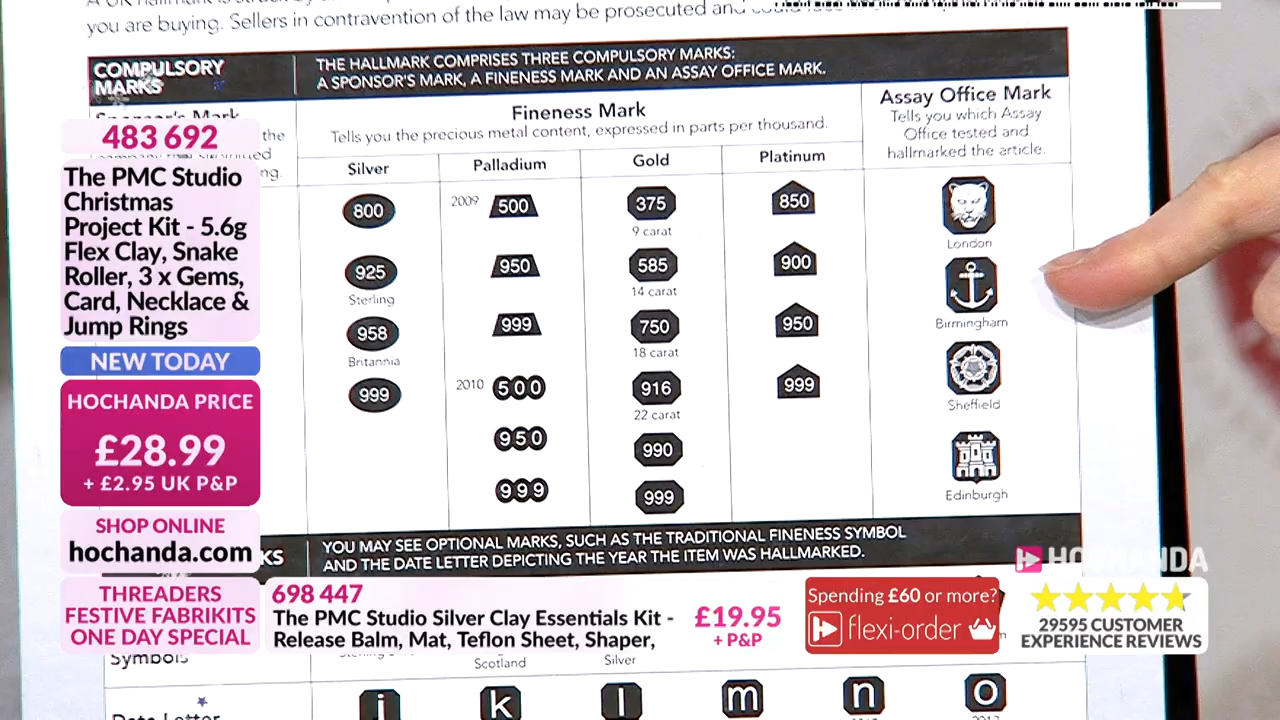 you are buying. Sellers in contravention of the law may be prosecuted and
COMPULSORY
MARKS
THE HALLMARK COMPRISES THREE COMPULSORY MARKS:
A SPONSOR'S MARK, A FINENESS MARK AND AN ASSAY OFFICE MARK.
Sponsor's Mark
the
ng.
Fineness Mark
Tells you the precious metal content, expressed in parts per thousand.
Assay Office Mark
Tells you which Assay
Office tested and
hallmarked the article.
Silver
Palladium
Gold
Platinum
800
2009 500
375
9 carat
850
London
925
Sterling
950
585
14 carat
900
Birmingham
958
Britannia
999
750
18 carat
950
Sheffield
999
2010 500
916
22 carat
999
950
990
Edinburgh
999
999
KS
YOU MAY SEE OPTIONAL MARKS, SUCH AS THE TRADITIONAL FINENESS SYMBOL
AND THE DATE LETTER DEPICTING THE YEAR THE ITEM WAS HALLMARKED.
Symbols
Scotland
Silver
Date Letter
j k l m n o
483 692
The PMC Studio
Christmas
Project Kit - 5.6g
Flex Clay, Snake
Roller, 3 x Gems,
Card, Necklace &
Jump Rings
NEW TODAY
HOCHANDA PRICE
£28.99
+ £2.95 UK P&P
SHOP ONLINE
hochanda.com
THREADERS
FESTIVE FABRIKITS
ONE DAY SPECIAL
698 447
The PMC Studio Silver Clay Essentials Kit -
Release Balm, Mat, Teflon Sheet, Shaper,
£19.95
+ P&P
Spending £60 or more?
flexi-order
HOCHANDA
29595 CUSTOMER
EXPERIENCE REVIEWS